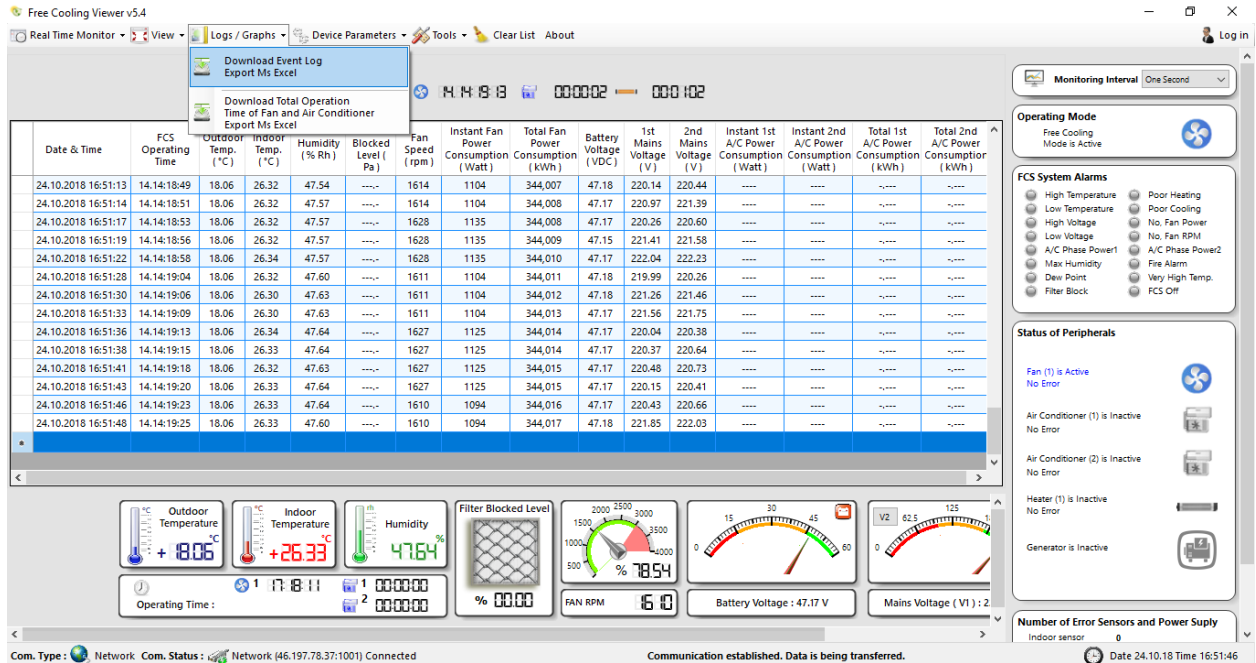 Free Cooling Viewer v5.4
Real Time Monitor View Logs / Graphs Device Parameters Tools Clear List About Log in
Download Event Log
Export Ms Excel
Download Total Operation
Time of Fan and Air Conditioner
Export Ms Excel
14.14:19:13 00:00:02 00:01:02
Date & Time FCS Operating Time Outdoor Temp. (°C) Indoor Temp. (°C) Humidity (% Rh) Blocked Level ( Pa ) Fan Speed (rpm) Instant Fan Power Consumption (Watt) Total Fan Power Consumption (kWh) Battery Voltage (VDC) 1st Mains Voltage (V) 2nd Mains Voltage (V) Instant 1st A/C Power Consumption (Watt) Instant 2nd A/C Power Consumption (Watt) Total 1st A/C Power Consumption (kWh) Total 2nd A/C Power Consumption (kWh)
24.10.2018 16:51:13 14.14:18:49 18.06 26.32 47.54 ---,- 1614 1104 344,007 47.18 220.14 220.44 ---- ---- -,--- -,---
24.10.2018 16:51:14 14.14:18:51 18.06 26.32 47.57 ---,- 1614 1104 344,008 47.17 220.97 221.39 ---- ---- -,--- -,---
24.10.2018 16:51:17 14.14:18:53 18.06 26.32 47.57 ---,- 1628 1135 344,008 47.17 220.26 220.60 ---- ---- -,--- -,---
24.10.2018 16:51:19 14.14:18:56 18.06 26.32 47.57 ---,- 1628 1135 344,009 47.15 221.41 221.58 ---- ---- -,--- -,---
24.10.2018 16:51:22 14.14:18:58 18.06 26.34 47.57 ---,- 1628 1135 344,010 47.17 222.04 222.23 ---- ---- -,--- -,---
24.10.2018 16:51:28 14.14:19:04 18.06 26.32 47.60 ---,- 1611 1104 344,011 47.18 219.99 220.26 ---- ---- -,--- -,---
24.10.2018 16:51:30 14.14:19:06 18.06 26.30 47.63 ---,- 1611 1104 344,012 47.18 221.26 221.46 ---- ---- -,--- -,---
24.10.2018 16:51:33 14.14:19:09 18.06 26.30 47.63 ---,- 1611 1104 344,013 47.17 221.56 221.75 ---- ---- -,--- -,---
24.10.2018 16:51:36 14.14:19:13 18.06 26.34 47.64 ---,- 1627 1125 344,014 47.17 220.04 220.38 ---- ---- -,--- -,---
24.10.2018 16:51:38 14.14:19:15 18.06 26.33 47.64 ---,- 1627 1125 344,014 47.17 220.37 220.64 ---- ---- -,--- -,---
24.10.2018 16:51:41 14.14:19:18 18.06 26.32 47.63 ---,- 1627 1125 344,015 47.17 220.48 220.73 ---- ---- -,--- -,---
24.10.2018 16:51:43 14.14:19:20 18.06 26.33 47.64 ---,- 1627 1125 344,015 47.17 220.15 220.41 ---- ---- -,--- -,---
24.10.2018 16:51:46 14.14:19:23 18.06 26.33 47.64 ---,- 1610 1094 344,016 47.17 220.43 220.66 ---- ---- -,--- -,---
24.10.2018 16:51:48 14.14:19:25 18.06 26.33 47.60 ---,- 1610 1094 344,017 47.18 221.85 222.03 ---- ---- -,--- -,---
Outdoor Temperature
°C
+ 18.06 °C
Indoor Temperature
°C
+26.33 °C
rh
Humidity
47.64 %
Operating Time :
1 17:18:11 1 00:00:00
2 00:00:00
Filter Blocked Level
% 00.00
500 1000 1500 2000 2500 3000 3500 4000
% 78.54
FAN RPM 1610
0 15 30 45 60
Battery Voltage : 47.17 V
V2 0 62.5 125
Mains Voltage ( V1 ) : 2
Monitoring Interval One Second
Operating Mode
Free Cooling
Mode is Active
FCS System Alarms
High Temperature Poor Heating
Low Temperature Poor Cooling
High Voltage No, Fan Power
Low Voltage No, Fan RPM
A/C Phase Power1 A/C Phase Power2
Max Humidity Fire Alarm
Dew Point Very High Temp.
Filter Block FCS Off
Status of Peripherals
Fan (1) is Active
No Error
Air Conditioner (1) is Inactive
No Error
Air Conditioner (2) is Inactive
No Error
Heater (1) is Inactive
No Error
Generator is Inactive
Number of Error Sensors and Power Suply
Indoor sensor 0
Com. Type : Network Com. Status : Network (46.197.78.37:1001) Connected Communication established. Data is being transferred. Date 24.10.18 Time 16:51:46